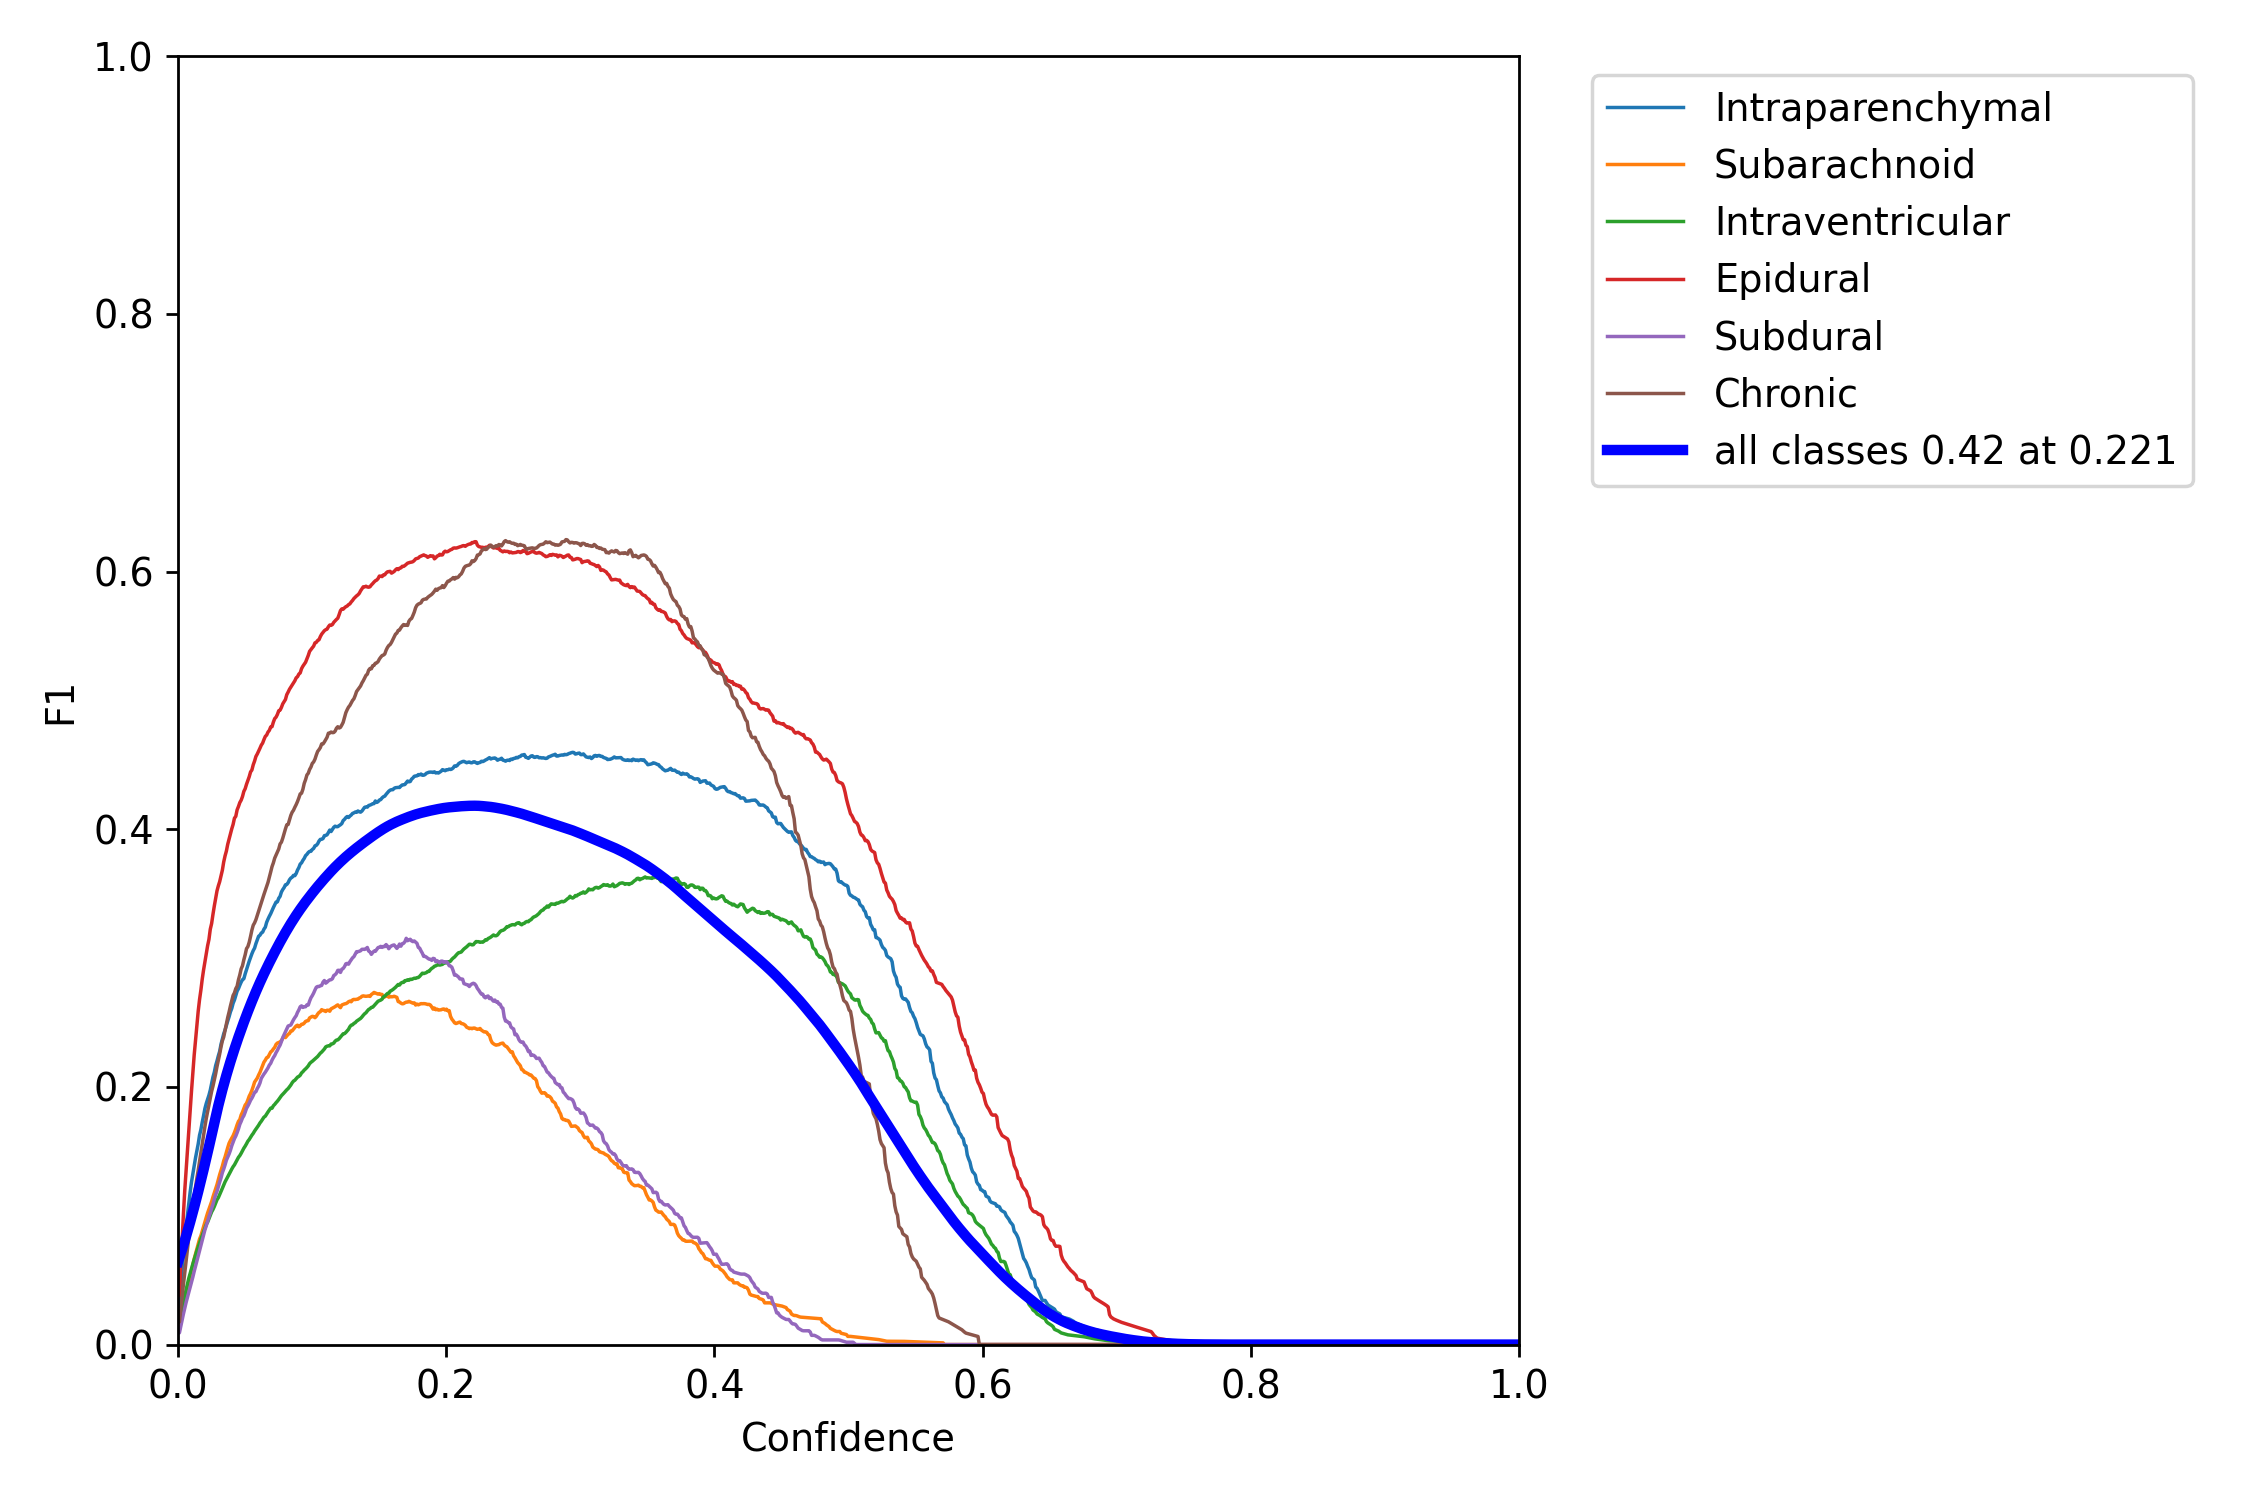 1.0
0.8
0.6
0.4
0.2
0.0
F1
0.0 0.2 0.4 0.6 0.8 1.0
Confidence
Intraparenchymal
Subarachnoid
Intraventricular
Epidural
Subdural
Chronic
all classes 0.42 at 0.221